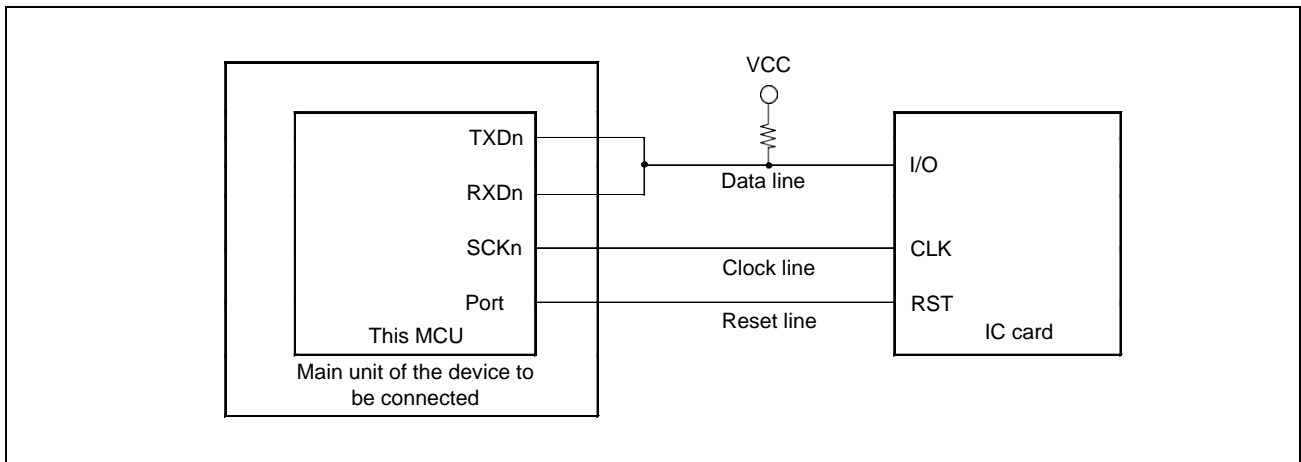 VCC
TXDn
I/O
Data line
RXDn
SCKn
CLK
Clock line
Port
RST
Reset line
This MCU
IC card
Main unit of the device to
be connected